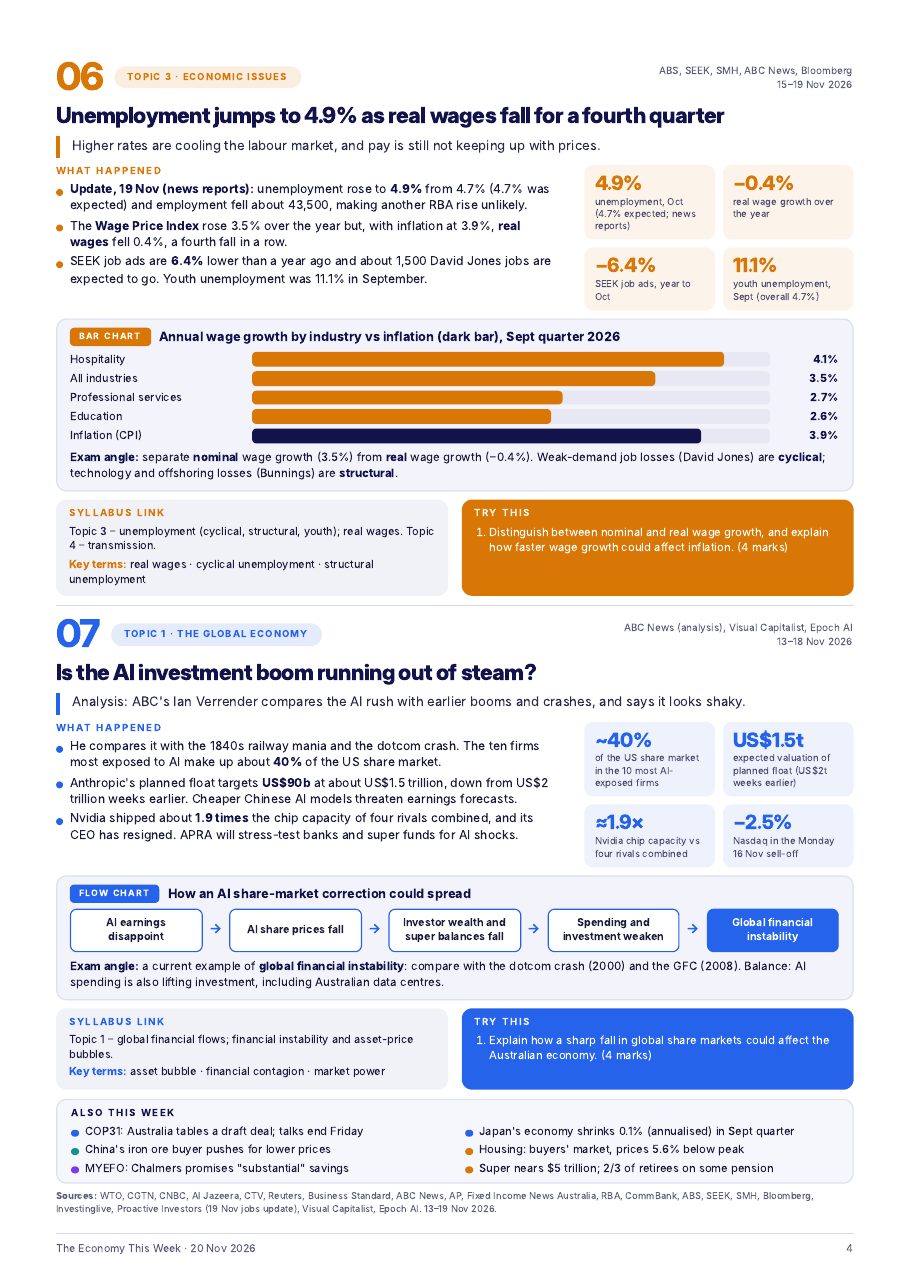 06
TOPIC 3 · ECONOMIC ISSUES
ABS, SEEK, SMH, ABC News, Bloomberg
15–19 Nov 2026
Unemployment jumps to 4.9% as real wages fall for a fourth quarter
Higher rates are cooling the labour market, and pay is still not keeping up with prices.
WHAT HAPPENED
Update, 19 Nov (news reports): unemployment rose to 4.9% from 4.7% (4.7% was
expected) and employment fell about 43,500, making another RBA rise unlikely.
The Wage Price Index rose 3.5% over the year but, with inflation at 3.9%, real
wages fell 0.4%, a fourth fall in a row.
SEEK job ads are 6.4% lower than a year ago and about 1,500 David Jones jobs are
expected to go. Youth unemployment was 11.1% in September.
4.9%
unemployment, Oct
(4.7% expected; news
reports)
−0.4%
real wage growth over
the year
−6.4%
SEEK job ads, year to
Oct
11.1%
youth unemployment,
Sept (overall 4.7%)
BAR CHART
Annual wage growth by industry vs inflation (dark bar), Sept quarter 2026
Hospitality 4.1%
All industries 3.5%
Professional services 2.7%
Education 2.6%
Inflation (CPI) 3.9%
Exam angle: separate nominal wage growth (3.5%) from real wage growth (−0.4%). Weak-demand job losses (David Jones) are cyclical;
technology and offshoring losses (Bunnings) are structural.
SYLLABUS LINK
Topic 3 – unemployment (cyclical, structural, youth); real wages. Topic
4 – transmission.
Key terms: real wages · cyclical unemployment · structural
unemployment
TRY THIS
1. Distinguish between nominal and real wage growth, and explain
how faster wage growth could affect inflation. (4 marks)
07
TOPIC 1 · THE GLOBAL ECONOMY
ABC News (analysis), Visual Capitalist, Epoch AI
13–18 Nov 2026
Is the AI investment boom running out of steam?
Analysis: ABC's Ian Verrender compares the AI rush with earlier booms and crashes, and says it looks shaky.
WHAT HAPPENED
He compares it with the 1840s railway mania and the dotcom crash. The ten firms
most exposed to AI make up about 40% of the US share market.
Anthropic's planned float targets US$90b at about US$1.5 trillion, down from US$2
trillion weeks earlier. Cheaper Chinese AI models threaten earnings forecasts.
Nvidia shipped about 1.9 times the chip capacity of four rivals combined, and its
CEO has resigned. APRA will stress-test banks and super funds for AI shocks.
~40%
of the US share market
in the 10 most AI-
exposed firms
US$1.5t
expected valuation of
planned float (US$2t
weeks earlier)
≈1.9×
Nvidia chip capacity vs
four rivals combined
−2.5%
Nasdaq in the Monday
16 Nov sell-off
FLOW CHART
How an AI share-market correction could spread
AI earnings
disappoint
→
AI share prices fall
→
Investor wealth and
super balances fall
→
Spending and
investment weaken
→
Global financial
instability
Exam angle: a current example of global financial instability: compare with the dotcom crash (2000) and the GFC (2008). Balance: AI
spending is also lifting investment, including Australian data centres.
SYLLABUS LINK
Topic 1 – global financial flows; financial instability and asset-price
bubbles.
Key terms: asset bubble · financial contagion · market power
TRY THIS
1. Explain how a sharp fall in global share markets could affect the
Australian economy. (4 marks)
ALSO THIS WEEK
COP31: Australia tables a draft deal; talks end Friday
China's iron ore buyer pushes for lower prices
MYEFO: Chalmers promises "substantial" savings
Japan's economy shrinks 0.1% (annualised) in Sept quarter
Housing: buyers' market, prices 5.6% below peak
Super nears $5 trillion; 2/3 of retirees on some pension
Sources: WTO, CGTN, CNBC, Al Jazeera, CTV, Reuters, Business Standard, ABC News, AP, Fixed Income News Australia, RBA, CommBank, ABS, SEEK, SMH, Bloomberg,
Investinglive, Proactive Investors (19 Nov jobs update), Visual Capitalist, Epoch AI. 13–19 Nov 2026.
The Economy This Week · 20 Nov 2026
4